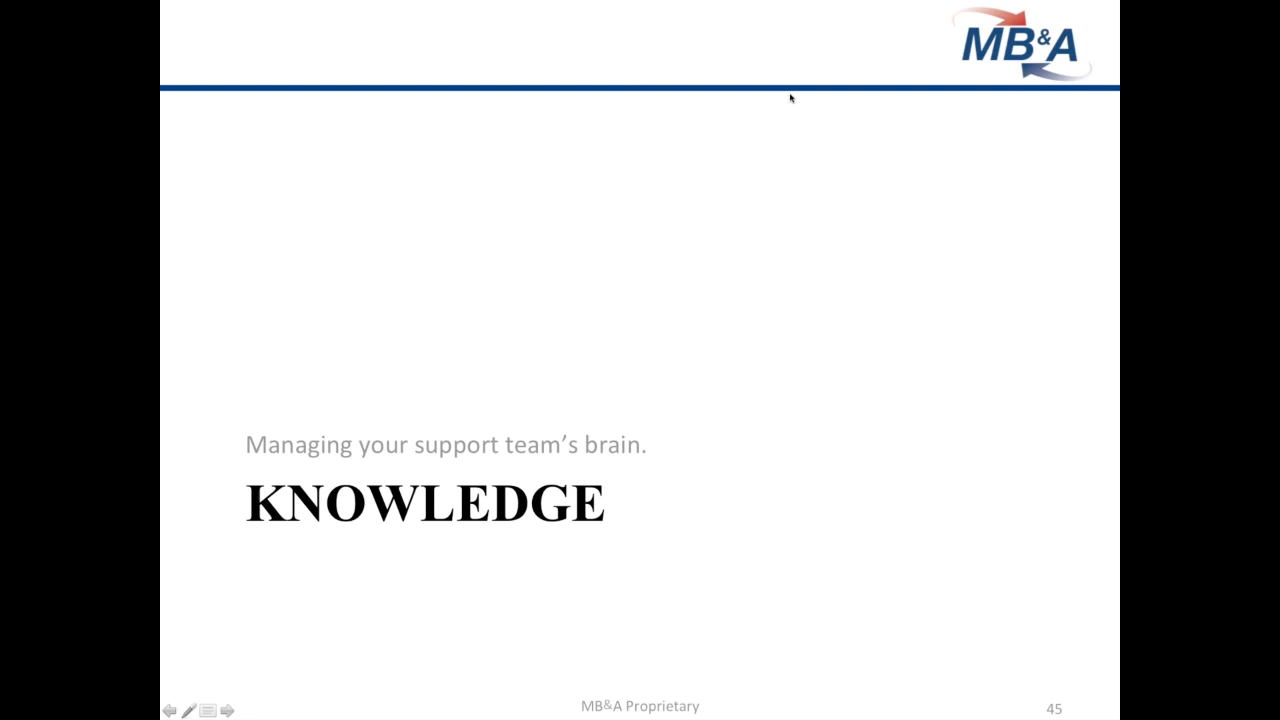 MB&A
Managing your support team’s brain.
KNOWLEDGE
MB&A Proprietary
45